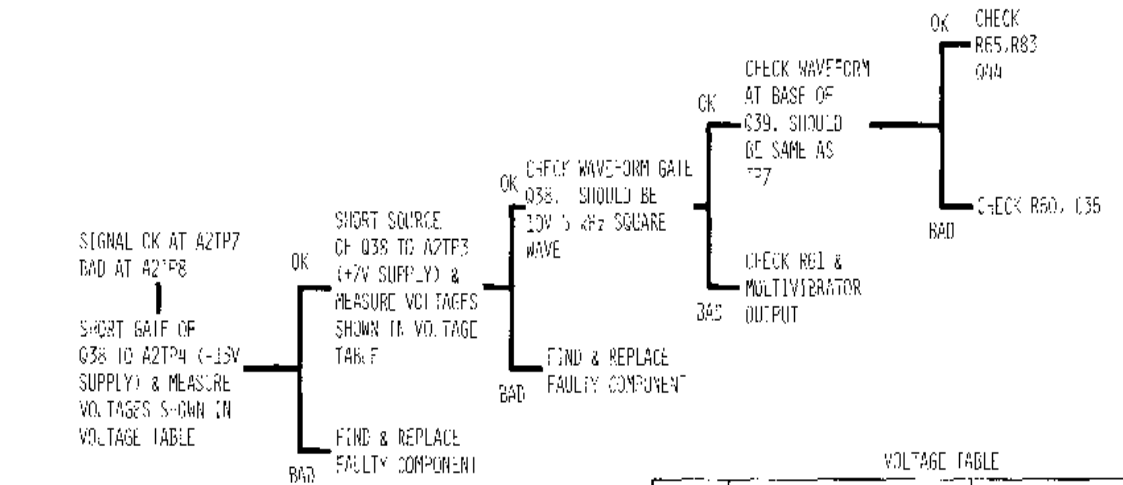 SIGNAL OK AT A2TP7
BAD AT A2TP8
SHORT GATE OF
Q38 TO A2TP4 (-15V
SUPPLY) & MEASURE
VOLTAGES SHOWN IN
VOLTAGE TABLE
OK
BAD
SHORT SOURCE
OF Q38 TO A2TP3
(+7V SUPPLY) &
MEASURE VOLTAGES
SHOWN IN VOLTAGE
TABLE
FIND & REPLACE
FAULTY COMPONENT
OK
BAD
CHECK WAVEFORM GATE
Q38. SHOULD BE
10V 5 kHz SQUARE
WAVE
FIND & REPLACE
FAULTY COMPONENT
OK
BAD
CHECK WAVEFORM
AT BASE OF
Q39. SHOULD
BE SAME AS
TP7
CHECK R61 &
MULTIVIBRATOR
OUTPUT
OK
BAD
CHECK
R65,R83
Q44
CHECK R60,
VOLTAGE TABLE